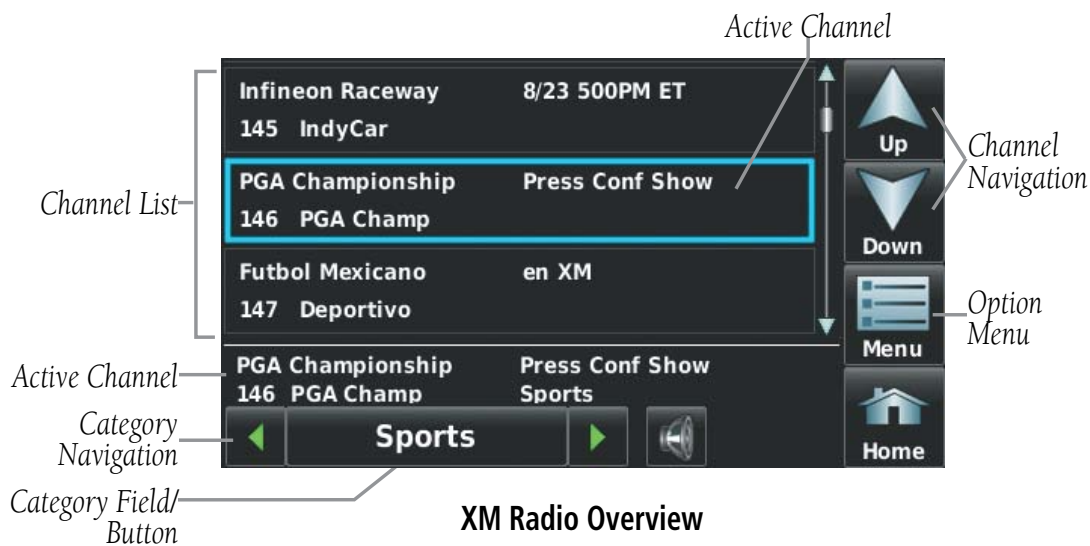 Active Channel
Infineon Raceway 8/23 500PM ET
145 IndyCar
Up
Channel
Navigation
Channel List
PGA Championship Press Conf Show
146 PGA Champ
Down
Futbol Mexicano en XM
147 Deportivo
Option
Menu
Menu
Active Channel
PGA Championship Press Conf Show
146 PGA Champ Sports
Category
Navigation
Sports
Home
Category Field/
Button
XM Radio Overview